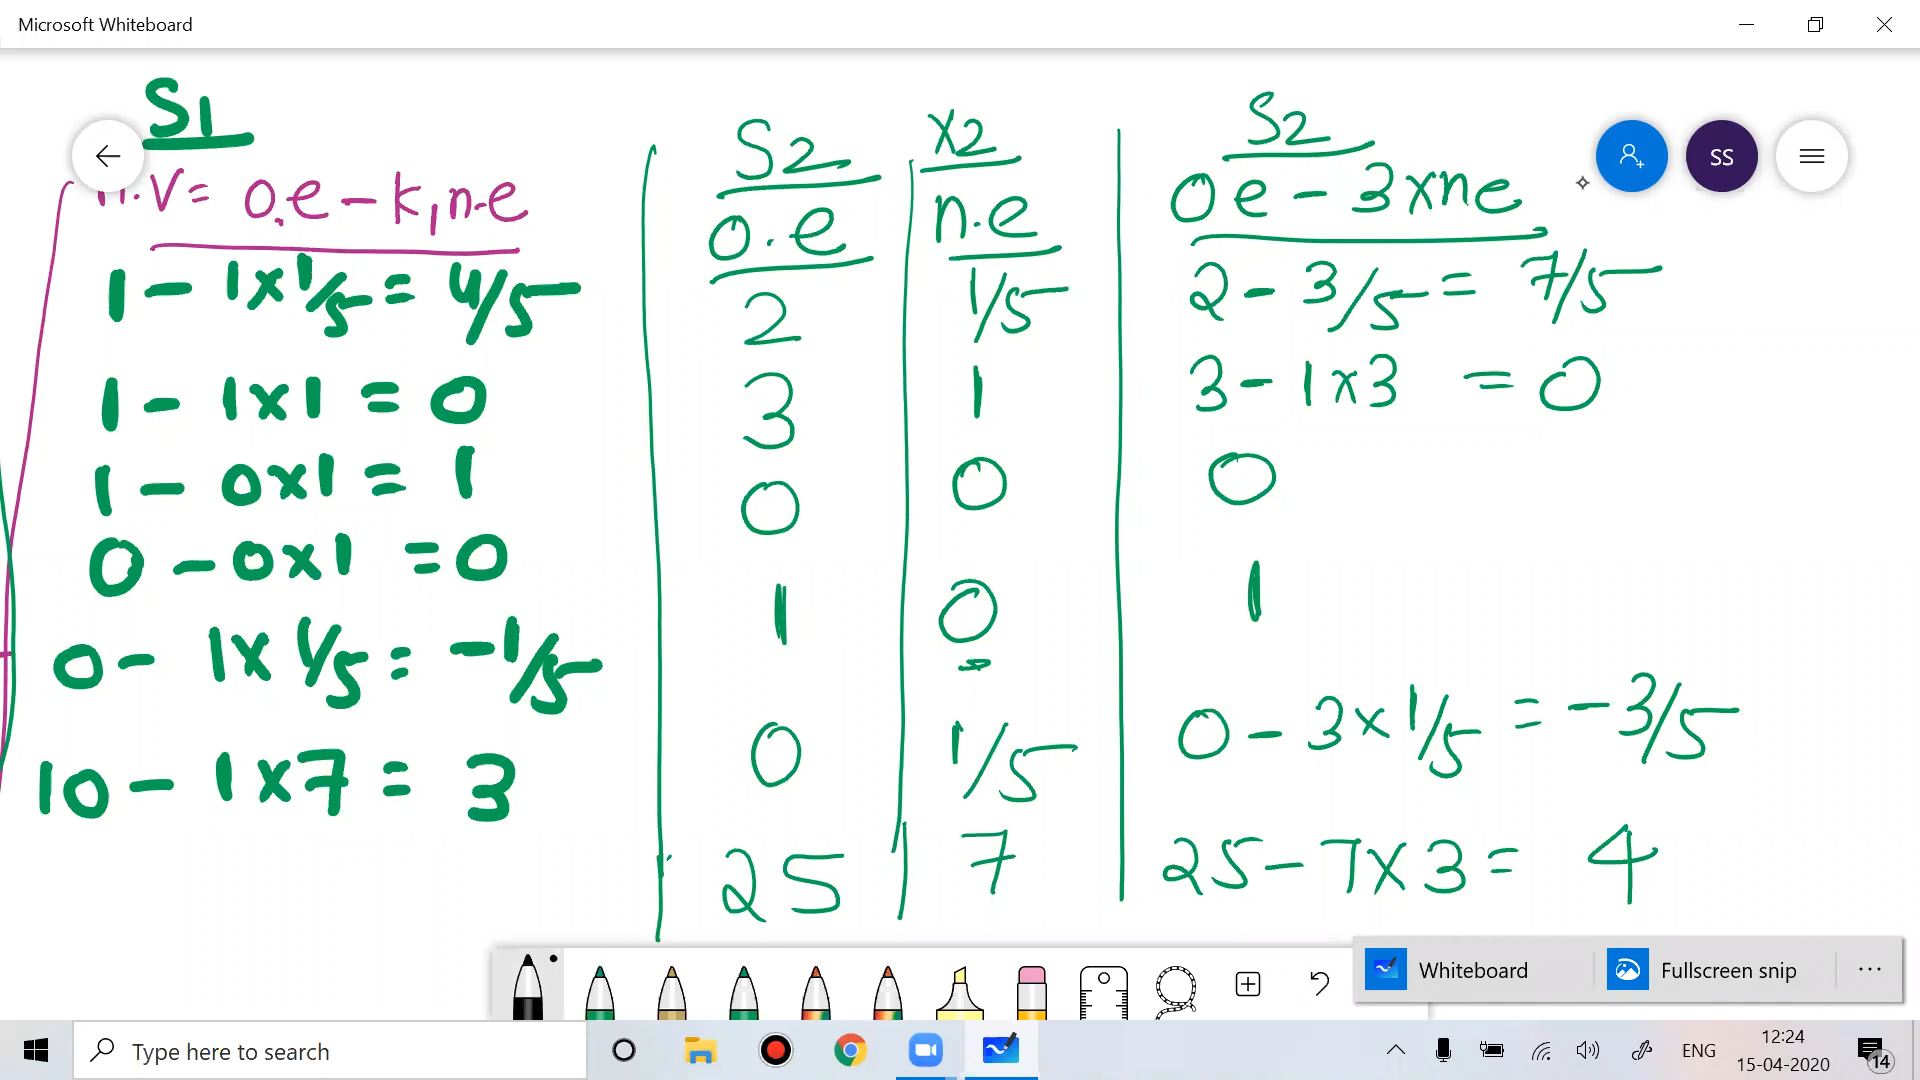 Microsoft Whiteboard
S1
n.V= o.e - k, n.e
1 - 1x1/5 = 4/5
1 - 1x1 = 0
1 - 0x1 = 1
0 - 0x1 = 0
0 - 1x1/5 = -1/5
10 - 1x7 = 3
S2
o.e
2
3
0
1
0
25
X2
n.e
1/5
1
0
0
1/5
7
S2
oe - 3xne
2 - 3/5 = 7/5
3 - 1x3 = 0
0
1
0 - 3x1/5 = -3/5
25 - 7x3 = 4
SS
Whiteboard
Fullscreen snip
Type here to search
ENG
12:24
15-04-2020
14